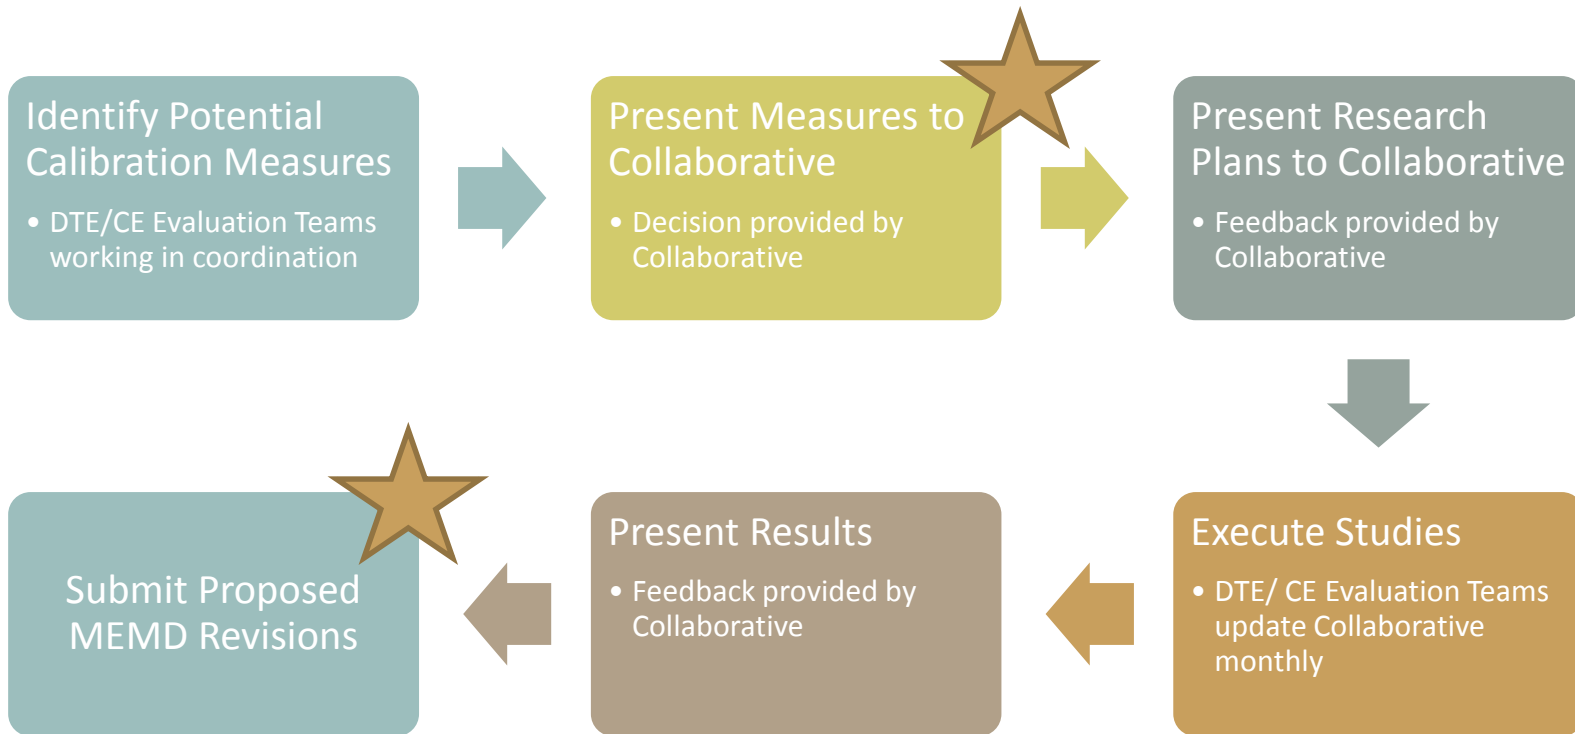 Identify Potential
Calibration Measures
• DTE/CE Evaluation Teams
working in coordination
Present Measures to
Collaborative
• Decision provided by
Collaborative
Present Research
Plans to Collaborative
• Feedback provided by
Collaborative
Execute Studies
• DTE/ CE Evaluation Teams
update Collaborative
monthly
Present Results
• Feedback provided by
Collaborative
Submit Proposed
MEMD Revisions